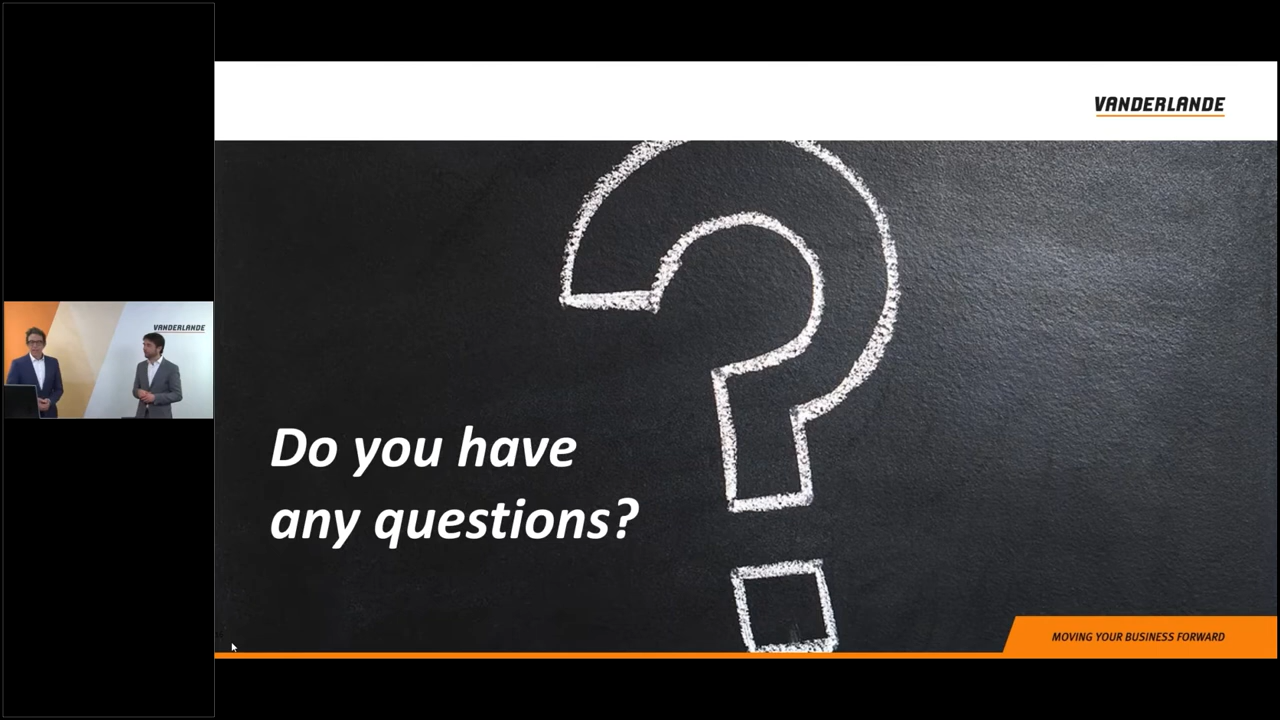 VANDERLANDE
VANDERLANDE
Do you have
any questions?
MOVING YOUR BUSINESS FORWARD